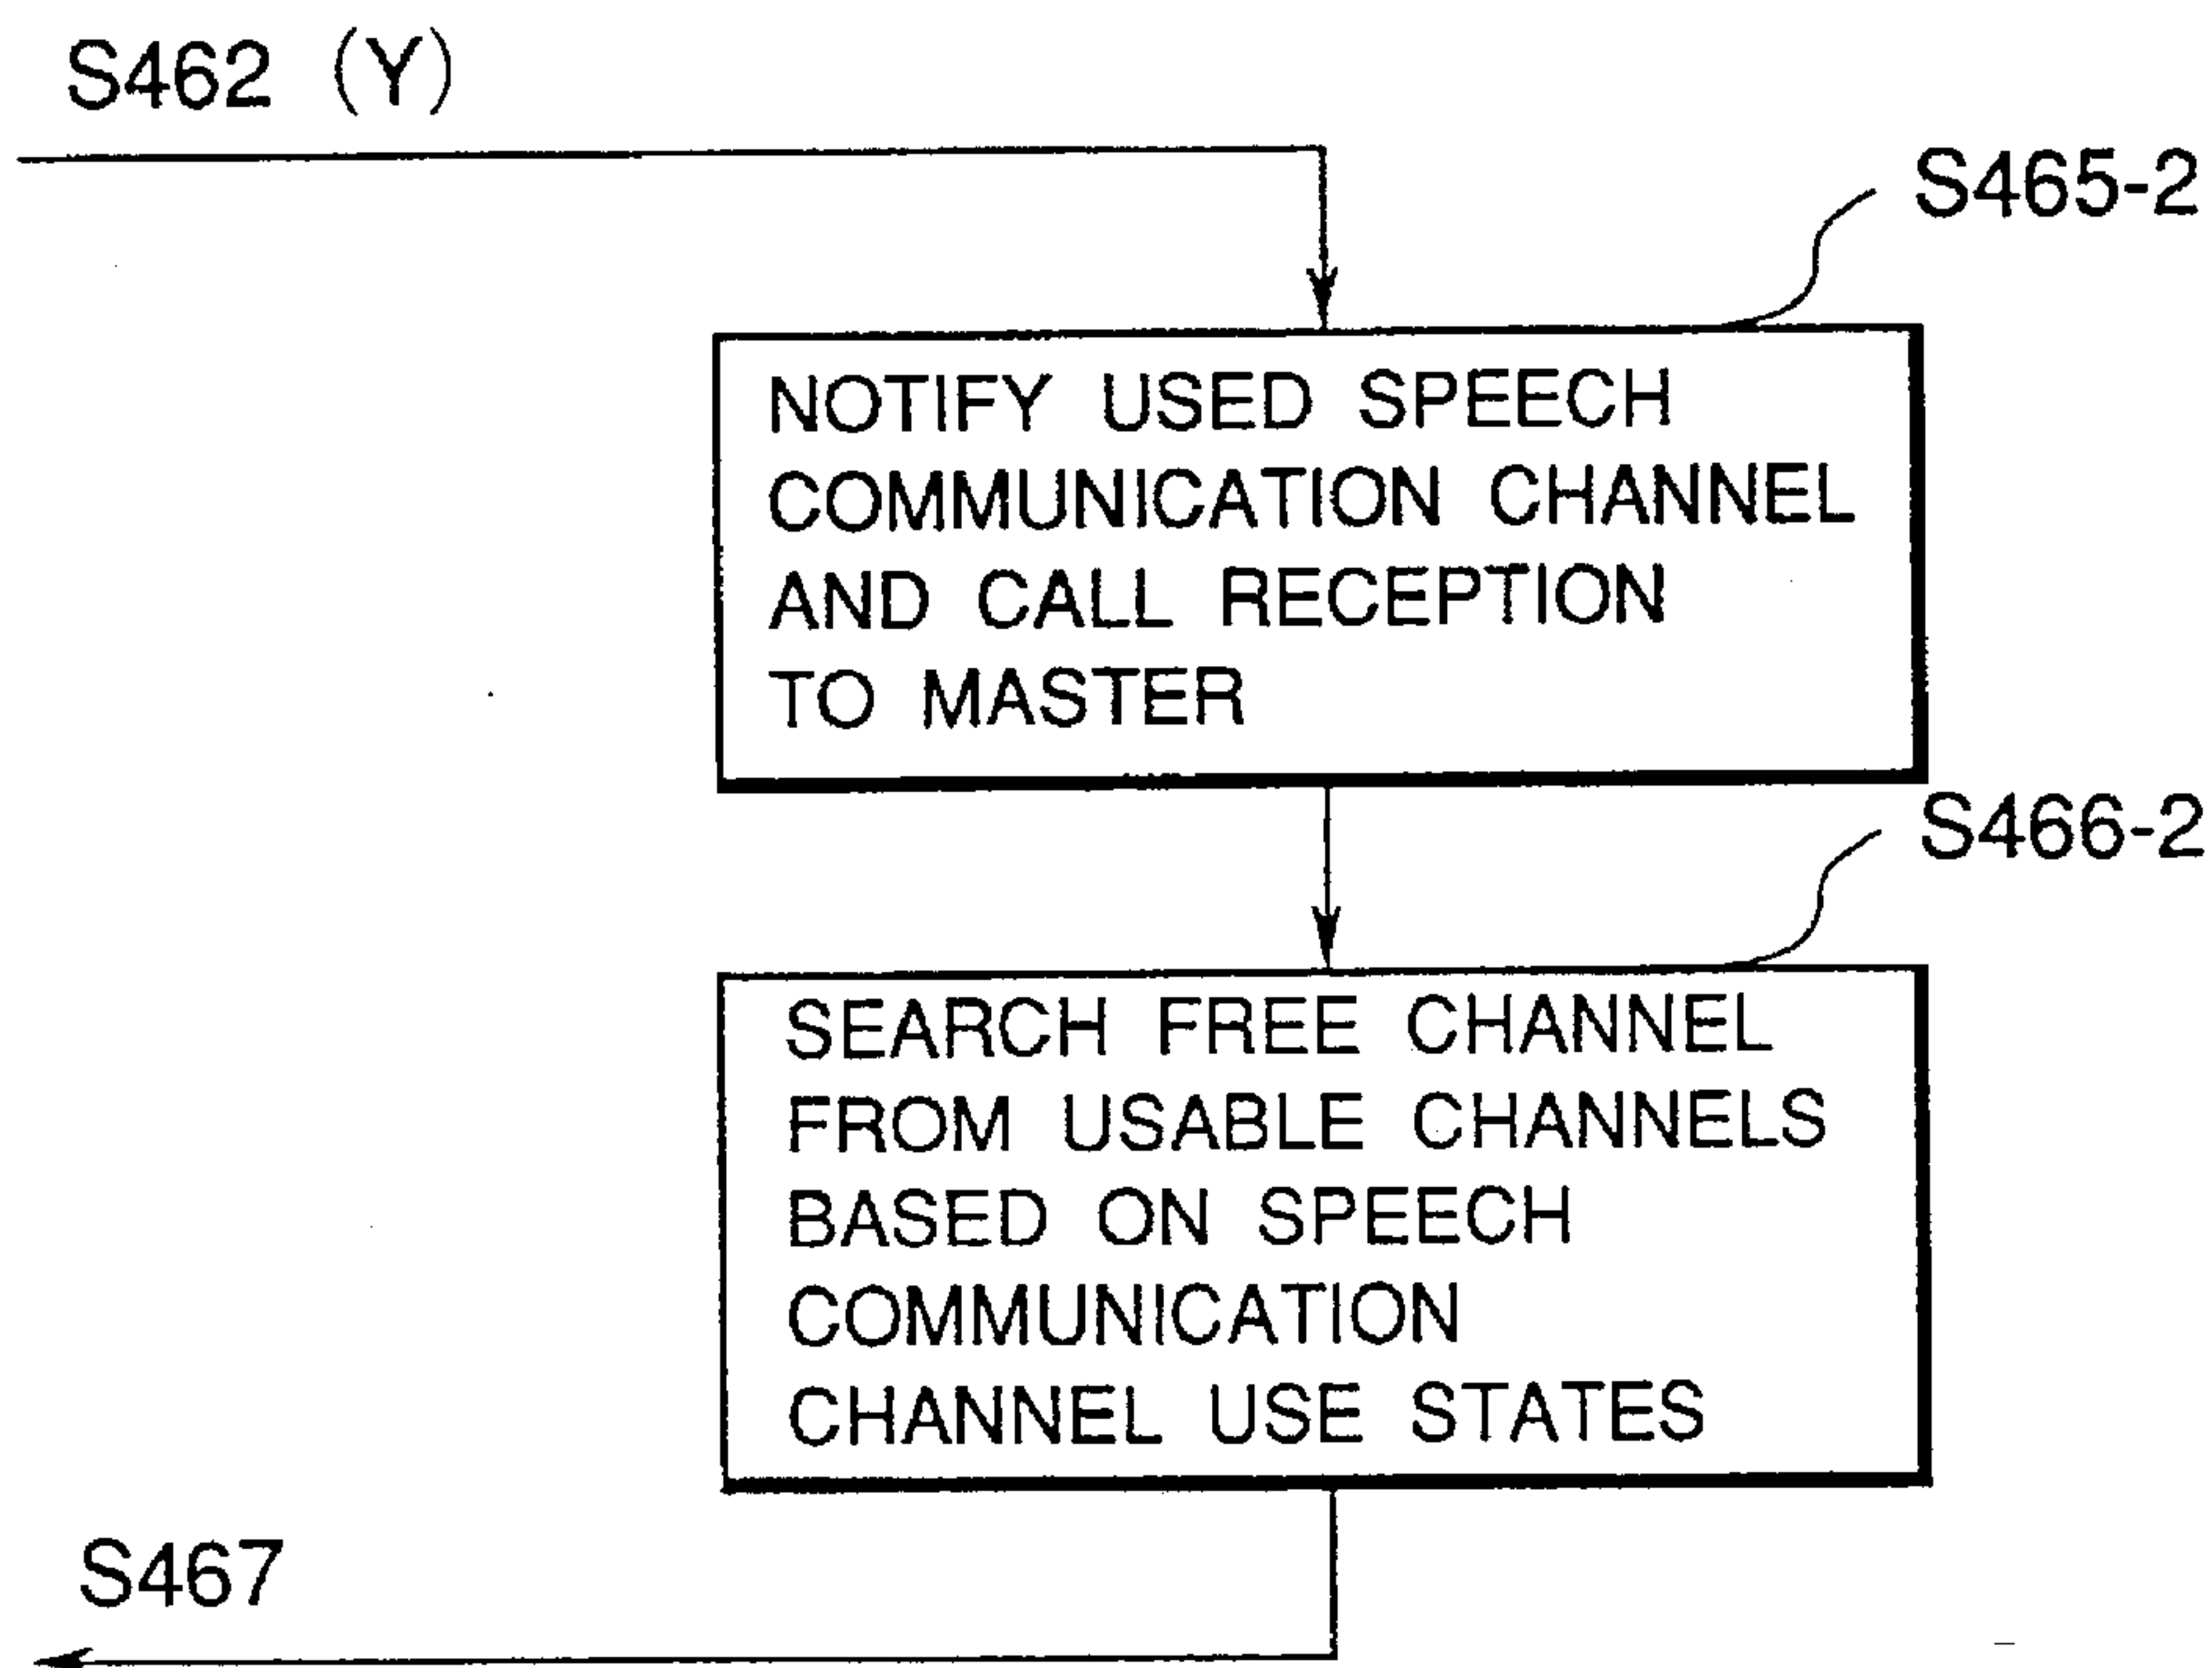 S462 (Y)
S465-2
NOTIFY USED SPEECH
COMMUNICATION CHANNEL
AND CALL RECEPTION
TO MASTER
S466-2
SEARCH FREE CHANNEL
FROM USABLE CHANNELS
BASED ON SPEECH
COMMUNICATION
CHANNEL USE STATES
S467